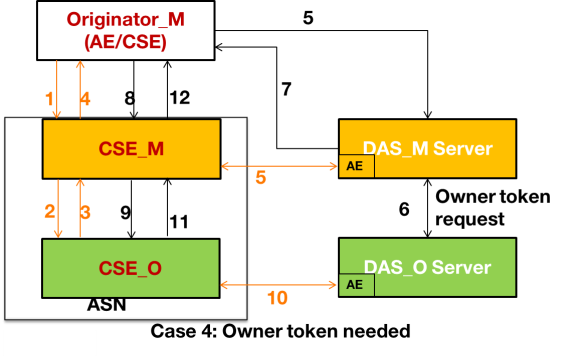 Originator_M
(AE/CSE)
5
1
4
8
12
7
CSE_M
DAS_M Server
AE
5
2
3
9
11
6
Owner token
request
CSE_O
DAS_O Server
AE
10
ASN
Case 4: Owner token needed